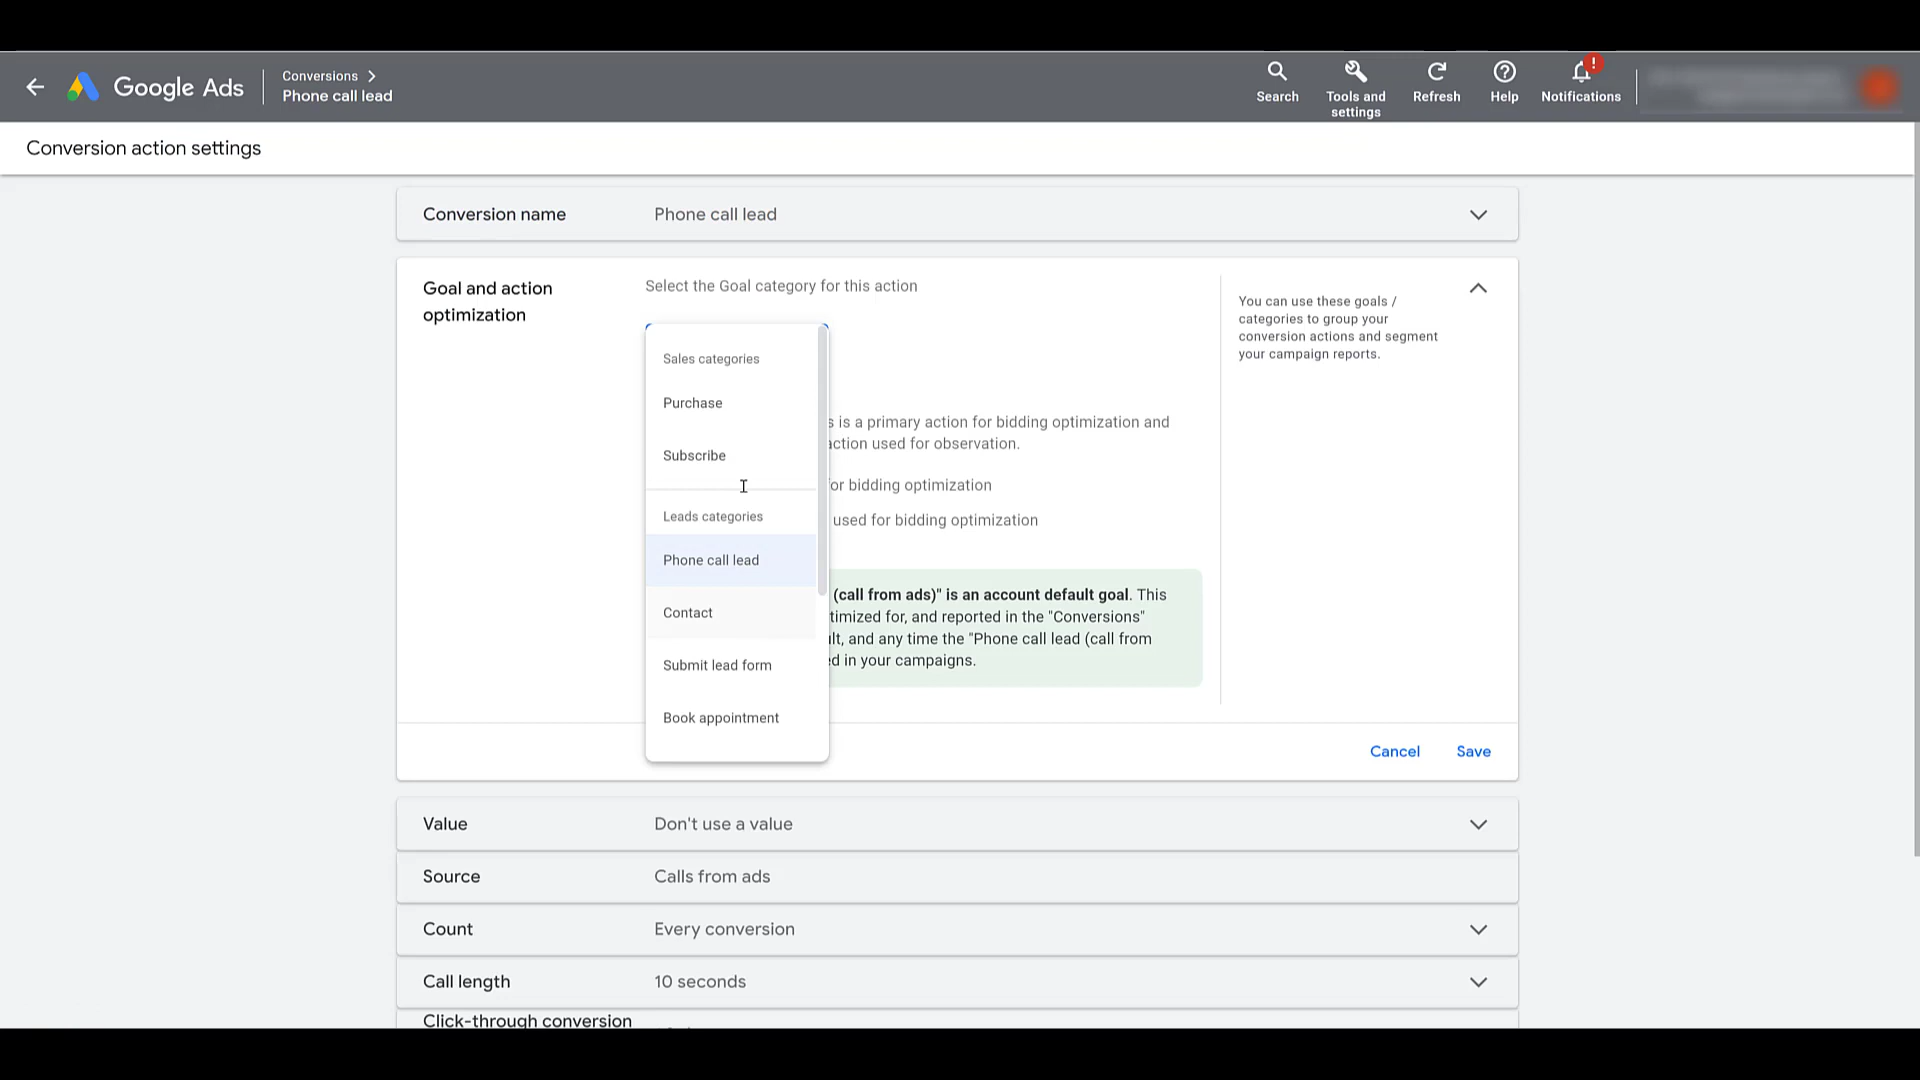 Google Ads
Conversions
Phone call lead
Search
Tools and
settings
Refresh
Help
!
Notifications
Conversion action settings
Conversion name
Phone call lead
Goal and action
optimization
Select the Goal category for this action
Sales categories
Purchase
Subscribe
Leads categories
Phone call lead
Contact
Submit lead form
Book appointment
s is a primary action for bidding optimization and
action used for observation.
or bidding optimization
used for bidding optimization
(call from ads)" is an account default goal. This
timized for, and reported in the "Conversions"
lt, and any time the "Phone call lead (call from
ed in your campaigns.
You can use these goals /
categories to group your
conversion actions and segment
your campaign reports.
Cancel
Save
Value
Don't use a value
Source
Calls from ads
Count
Every conversion
Call length
10 seconds
Click-through conversion